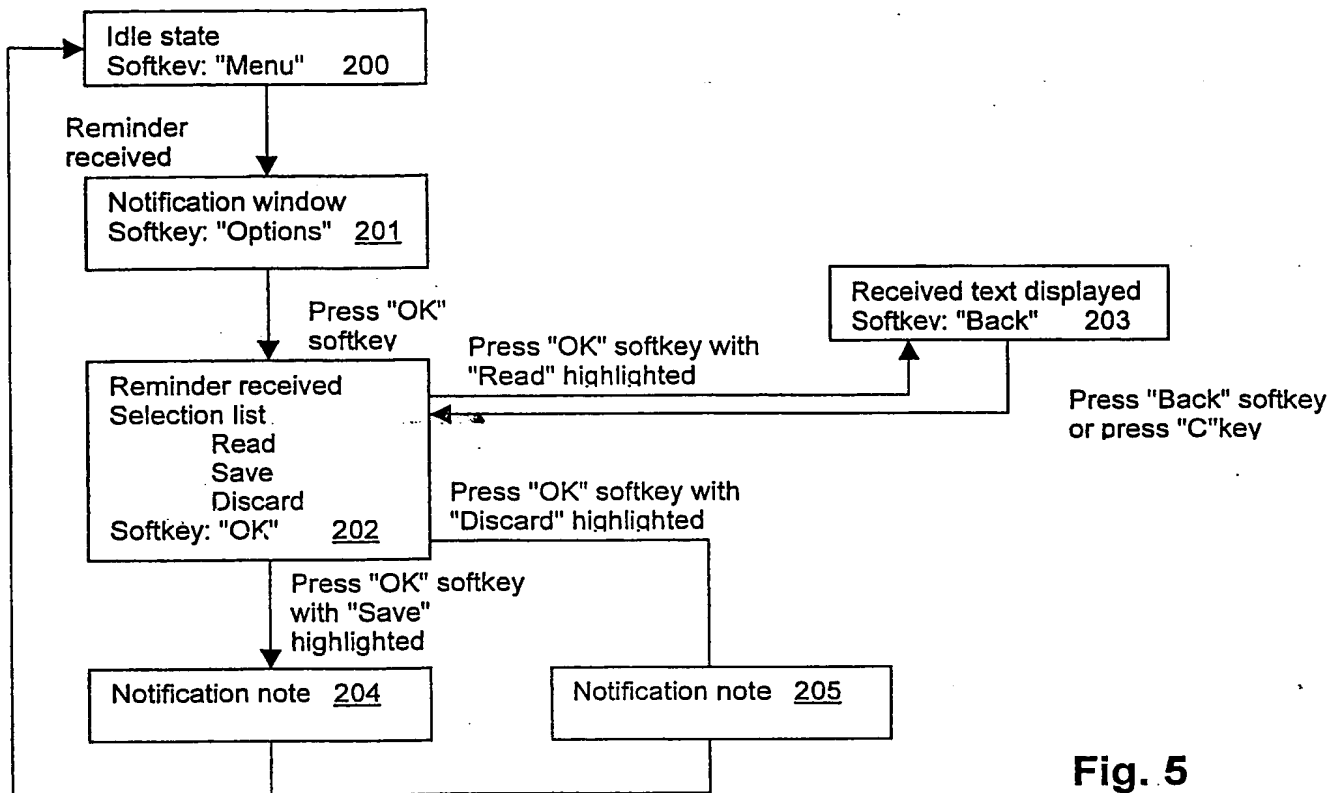 Idle state
Softkey: "Menu" 200
Reminder
received
Notification window
Softkey: "Options" 201
Press "OK"
softkey
Received text displayed
Softkey: "Back" 203
Press "OK" softkey with
"Read" highlighted
Press "Back" softkey
or press "C"key
Reminder received
Selection list
Read
Save
Discard
Softkey: "OK" 202
Press "OK" softkey with
"Discard" highlighted
Press "OK" softkey
with "Save"
highlighted
Notification note 204
Notification note 205
Fig. 5